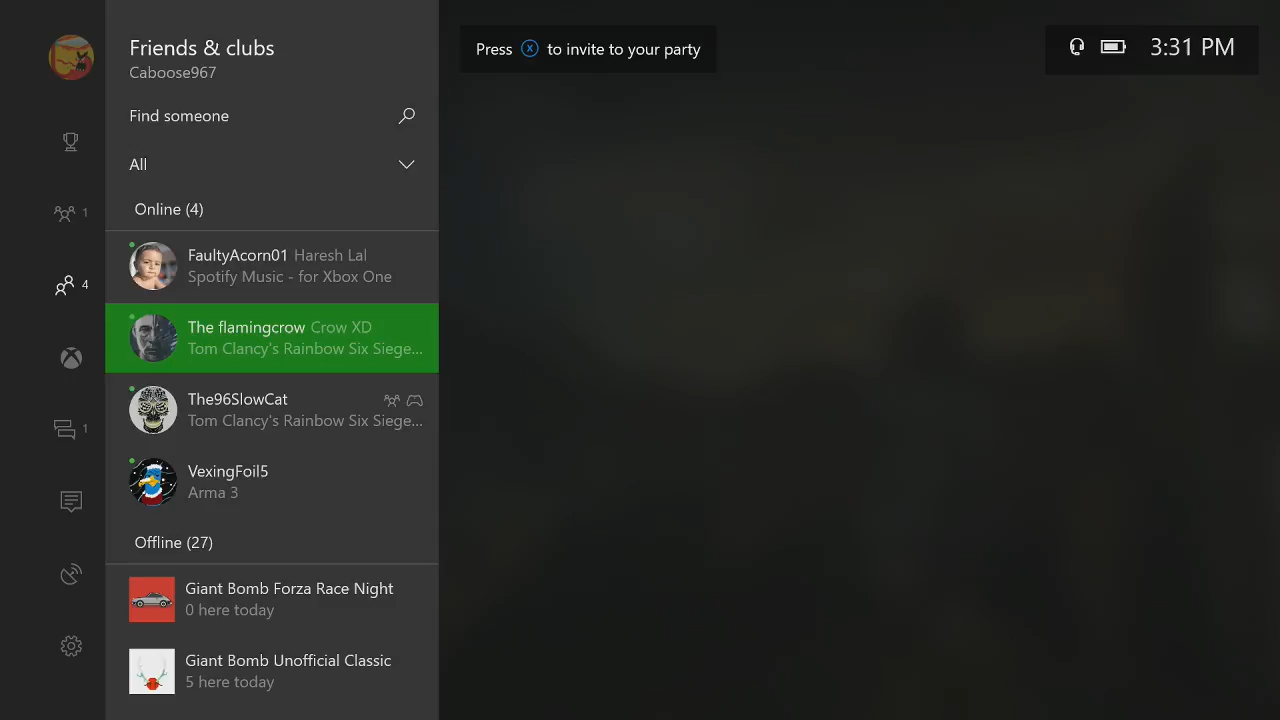 Friends & clubs
Caboose967
Find someone
All
Online (4)
FaultyAcorn01 Haresh Lal
Spotify Music - for Xbox One
The flamingcrow Crow XD
Tom Clancy's Rainbow Six Siege...
The96SlowCat
Tom Clancy's Rainbow Six Siege...
VexingFoil5
Arma 3
Offline (27)
Giant Bomb Forza Race Night
0 here today
Giant Bomb Unofficial Classic
5 here today
1
4
1
Press X to invite to your party
3:31 PM